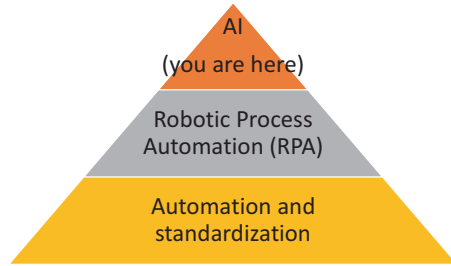 AI
(you are here)
Robotic Process
Automation (RPA)
Automation and
standardization